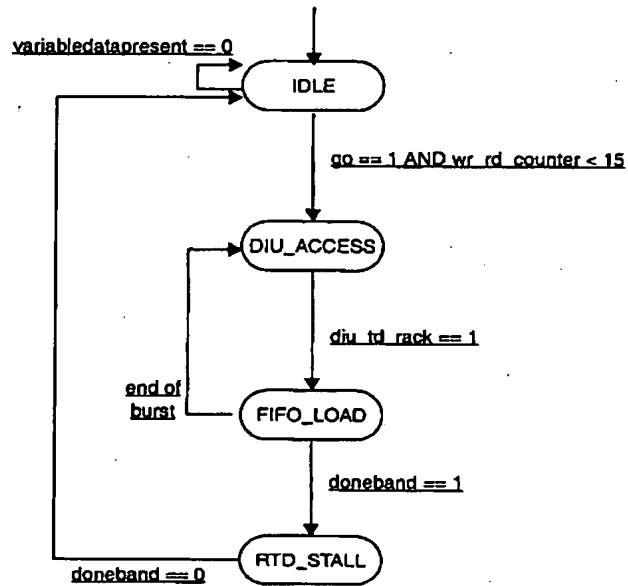 variabledatapresent == 0
IDLE
go == 1 AND wr_rd_counter < 15
DIU_ACCESS
diu_td_rack == 1
end of
burst
FIFO_LOAD
doneband == 1
RTD_STALL
doneband == 0